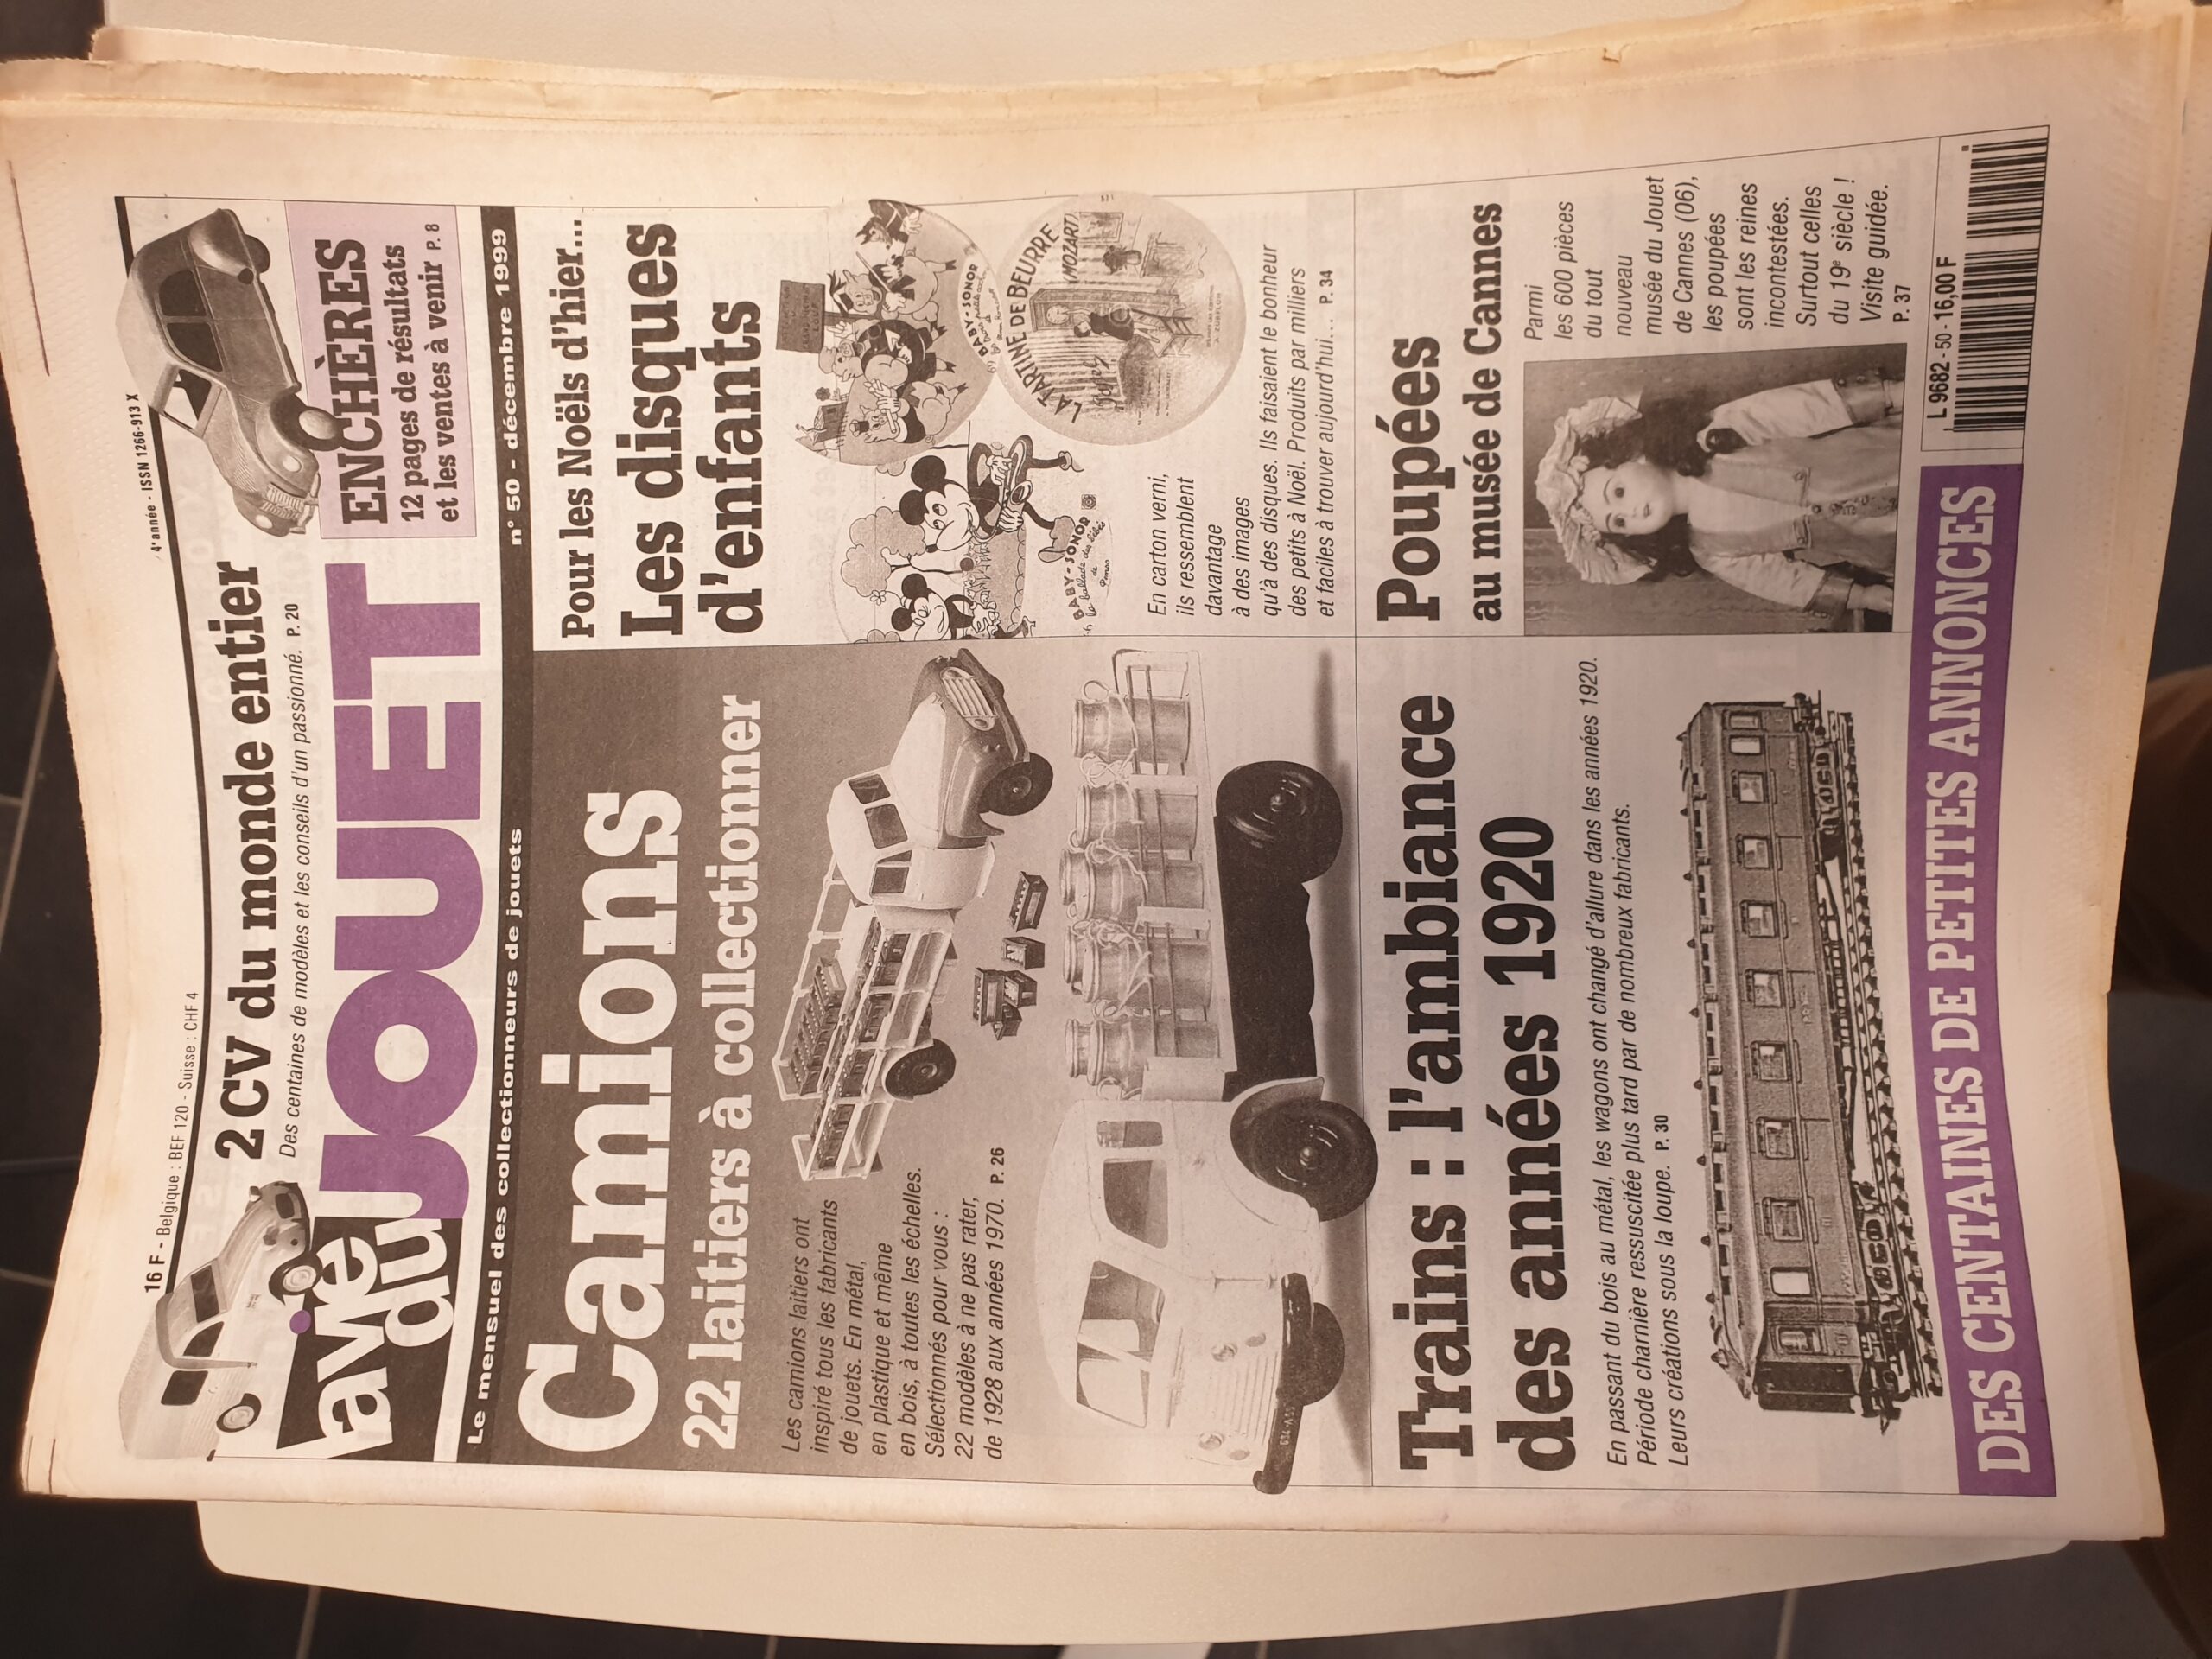 16 F - Belgique : BEF 120 - Suisse : CHF 4
4e année - ISSN 1266-913 X
2 CV du monde entier
Des centaines de modèles et les conseils d'un passionné. P. 20
la vie
du
JOUET
ENCHÈRES
12 pages de résultats
et les ventes à venir P. 8
Le mensuel des collectionneurs de jouets
n° 50 - décembre 1999
Camions
22 laitiers à collectionner
Les camions laitiers ont
inspiré tous les fabricants
de jouets. En métal,
en plastique et même
en bois, à toutes les échelles.
Sélectionnés pour vous :
22 modèles à ne pas rater,
de 1928 aux années 1970. P. 26
Pour les Noëls d'hier...
Les disques
d'enfants
BABY-SONOR
BABY-SONOR
la ballade des
LA TARTINE DE BEURRE
(MOZART)
En carton verni,
ils ressemblent
davantage
à des images
qu'à des disques. Ils faisaient le bonheur
des petits à Noël. Produits par milliers
et faciles à trouver aujourd'hui... P. 34
Trains : l'ambiance
des années 1920
En passant du bois au métal, les wagons ont changé d'allure dans les années 1920.
Période charnière ressuscitée plus tard par de nombreux fabricants.
Leurs créations sous la loupe. P. 30
Poupées
au musée de Cannes
Parmi
les 600 pièces
du tout
nouveau
musée du Jouet
de Cannes (06),
les poupées
sont les reines
incontestées.
Surtout celles
du 19e siècle !
Visite guidée.
P. 37
DES CENTAINES DE PETITES ANNONCES
L 9682 - 50 - 16,00 F